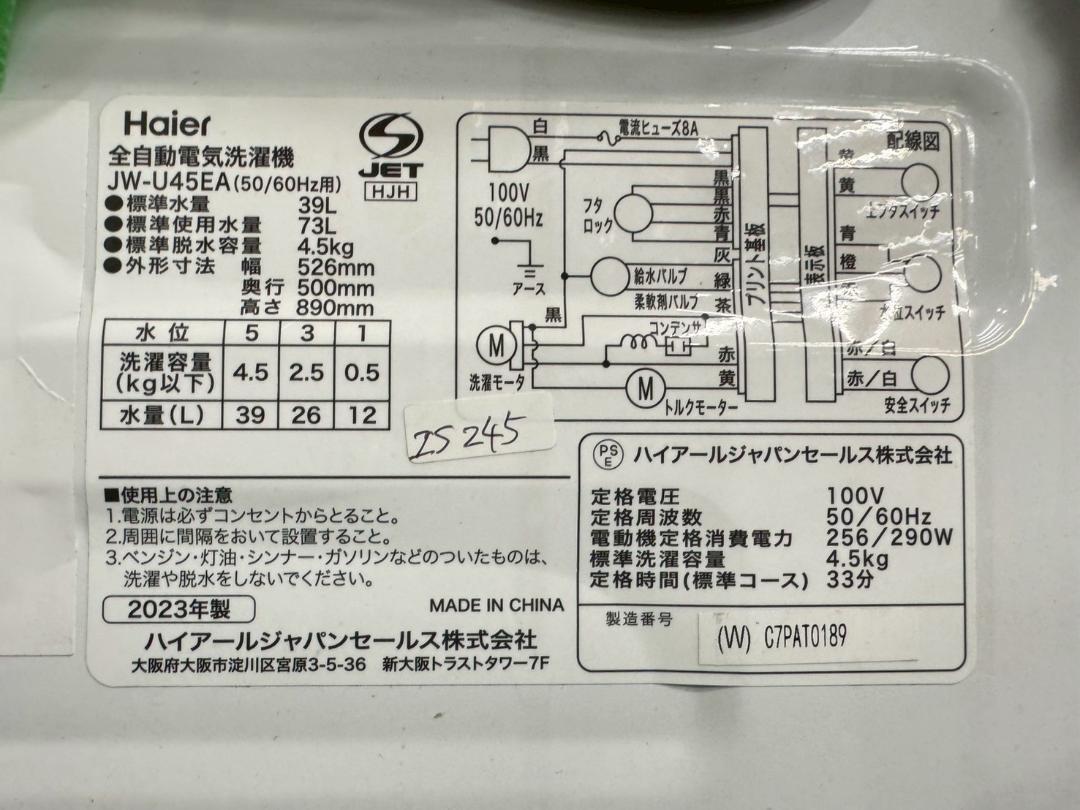 Haier
全自動電気洗濯機
JW-U45EA(50/60Hz用)
JET
HJH
●標準水量 39L
●標準使用水量 73L
●標準脱水容量 4.5kg
●外形寸法 幅 526mm
奥行 500mm
高さ 890mm
水位 5 3 1
洗濯容量(kg以下) 4.5 2.5 0.5
水量(L) 39 26 12
配線図
白
電流ヒューズ8A
黒
100V
50/60Hz
アース
フタロック
黒
黒
赤
青
灰
給水バルブ
緑
柔軟剤バルブ
茶
黒
コンデンサ
M
洗濯モータ
赤
黄
M
トルクモーター
プリント基板
表示板
黄
青
橙
水位スイッチ
赤/白
赤/白
安全スイッチ
IS 245
■使用上の注意
1.電源は必ずコンセントからとること。
2.周囲に間隔をおいて設置すること。
3.ベンジン・灯油・シンナー・ガソリンなどのついたものは、
洗濯や脱水をしないでください。
2023年製
MADE IN CHINA
ハイアールジャパンセールス株式会社
大阪府大阪市淀川区宮原3-5-36 新大阪トラストタワー7F
PSE ハイアールジャパンセールス株式会社
定格電圧 100V
定格周波数 50/60Hz
電動機定格消費電力 256/290W
標準洗濯容量 4.5kg
定格時間(標準コース) 33分
製造番号
(W) C7PAT0189